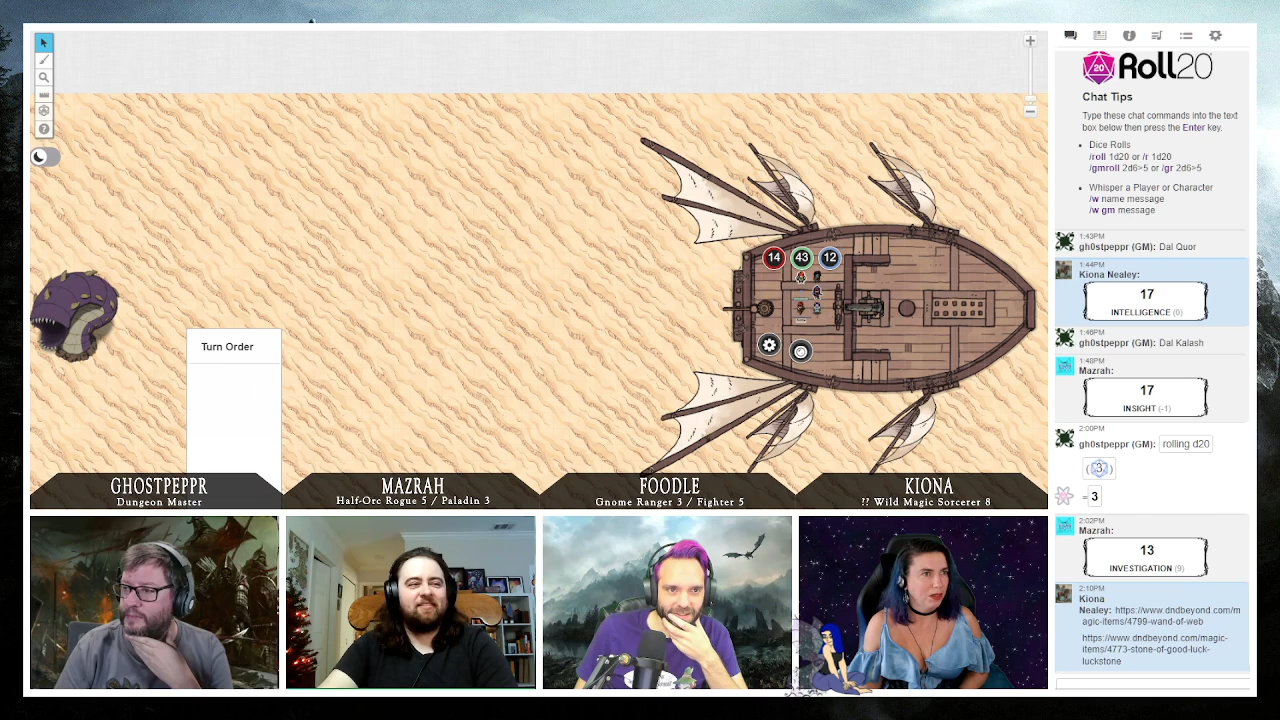 14
43
12
Turn Order
GHOSTPEPPR
Dungeon Master
MAZRAH
Half-Orc Rogue 5 / Paladin 3
FOODLE
Gnome Ranger 3 / Fighter 5
KIONA
?? Wild Magic Sorcerer 8
20
Roll20
Chat Tips
Type these chat commands into the text
box below then press the Enter key.
Dice Rolls
/roll 1d20 or /r 1d20
/gmroll 2d6>5 or /gr 2d6>5
Whisper a Player or Character
/w name message
/w gm message
1:43PM
gh0stpeppr (GM): Dal Quor
1:44PM
Kiona Nealey:
17
INTELLIGENCE (0)
1:46PM
gh0stpeppr (GM): Dal Kalash
1:48PM
Mazrah:
17
INSIGHT (-1)
2:00PM
gh0stpeppr (GM): rolling d20
(3)
= 3
2:02PM
Mazrah:
13
INVESTIGATION (9)
2:10PM
Kiona
Nealey: https://www.dndbeyond.com/m
agic-items/4799-wand-of-web
https://www.dndbeyond.com/magic-
items/4773-stone-of-good-luck-
luckstone